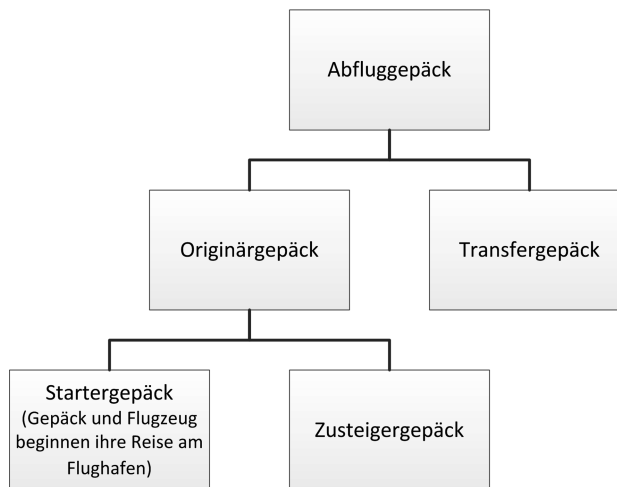 Abfluggepäck
Originärgepäck
Transfergepäck
Startergepäck
(Gepäck und Flugzeug
beginnen ihre Reise am
Flughafen)
Zusteigergepäck